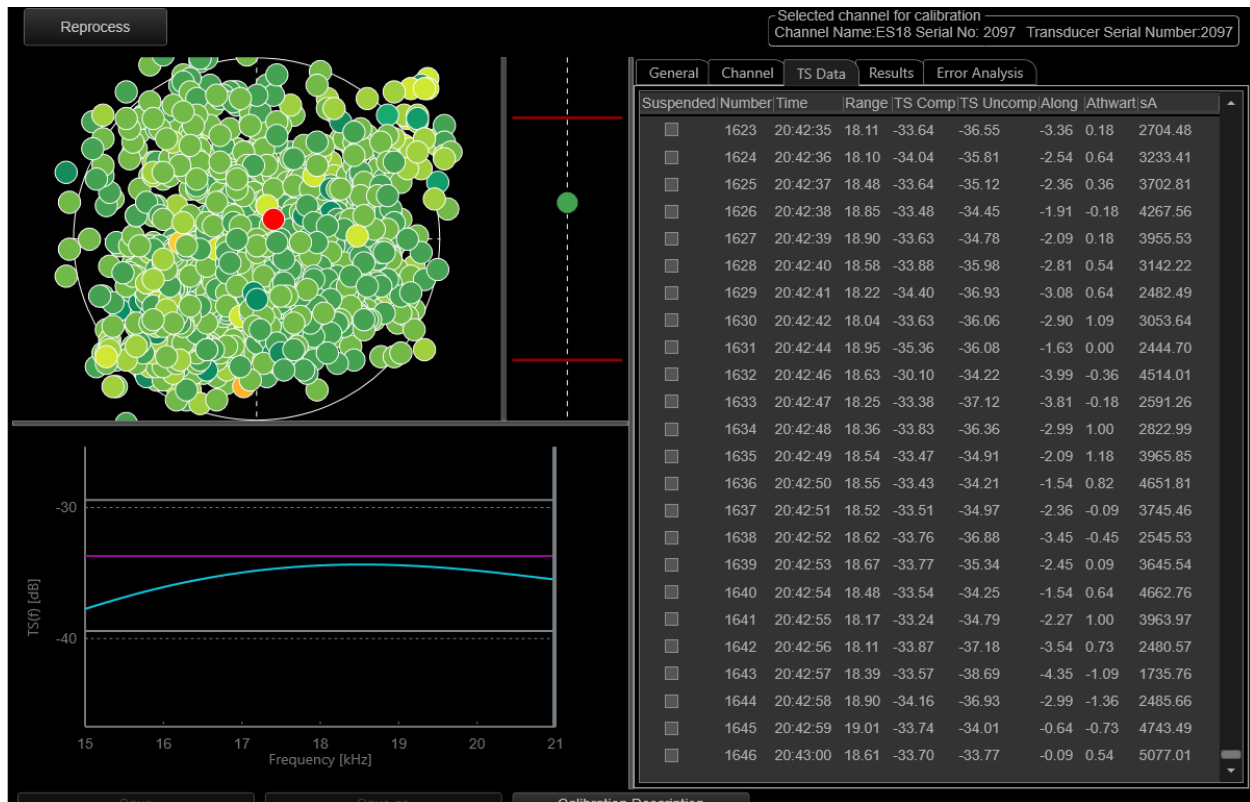 Reprocess
Selected channel for calibration
Channel Name:ES18 Serial No: 2097 Transducer Serial Number:2097
General Channel TS Data Results Error Analysis
Suspended Number Time Range TS Comp TS Uncomp Along Athwart sA
1623 20:42:35 18.11 -33.64 -36.55 -3.36 0.18 2704.48
1624 20:42:36 18.10 -34.04 -35.81 -2.54 0.64 3233.41
1625 20:42:37 18.48 -33.64 -35.12 -2.36 0.36 3702.81
1626 20:42:38 18.85 -33.48 -34.45 -1.91 -0.18 4267.56
1627 20:42:39 18.90 -33.63 -34.78 -2.09 0.18 3955.53
1628 20:42:40 18.58 -33.88 -35.98 -2.81 0.54 3142.22
1629 20:42:41 18.22 -34.40 -36.93 -3.08 0.64 2482.49
1630 20:42:42 18.04 -33.63 -36.06 -2.90 1.09 3053.64
1631 20:42:44 18.95 -35.36 -36.08 -1.63 0.00 2444.70
1632 20:42:46 18.63 -30.10 -34.22 -3.99 -0.36 4514.01
1633 20:42:47 18.25 -33.38 -37.12 -3.81 -0.18 2591.26
1634 20:42:48 18.36 -33.83 -36.36 -2.99 1.00 2822.99
1635 20:42:49 18.54 -33.47 -34.91 -2.09 1.18 3965.85
1636 20:42:50 18.55 -33.43 -34.21 -1.54 0.82 4651.81
1637 20:42:51 18.52 -33.51 -34.97 -2.36 -0.09 3745.46
1638 20:42:52 18.62 -33.76 -36.88 -3.45 -0.45 2545.53
1639 20:42:53 18.67 -33.77 -35.34 -2.45 0.09 3645.54
1640 20:42:54 18.48 -33.54 -34.25 -1.54 0.64 4662.76
1641 20:42:55 18.17 -33.24 -34.79 -2.27 1.00 3963.97
1642 20:42:56 18.11 -33.87 -37.18 -3.54 0.73 2480.57
1643 20:42:57 18.39 -33.57 -38.69 -4.35 -1.09 1735.76
1644 20:42:58 18.90 -34.16 -36.93 -2.99 -1.36 2485.66
1645 20:42:59 19.01 -33.74 -34.01 -0.64 -0.73 4743.49
1646 20:43:00 18.61 -33.70 -33.77 -0.09 0.54 5077.01
-30
TS(f) [dB]
-40
15 16 17 18 19 20 21
Frequency [kHz]
Calibration Description